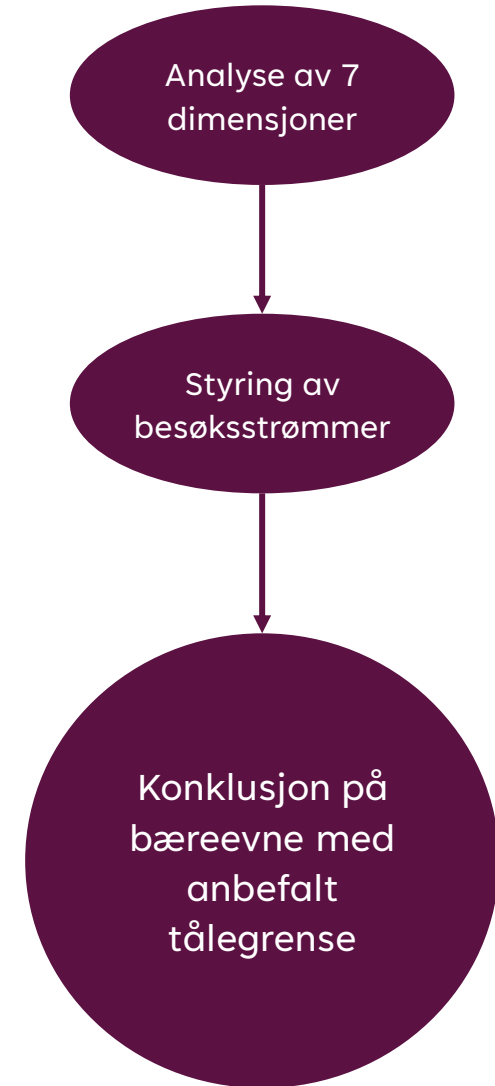 Analyse av 7
dimensjoner
Styring av
besøksstrømmer
Konklusjon på
bæreevne med
anbefalt
tålegrense